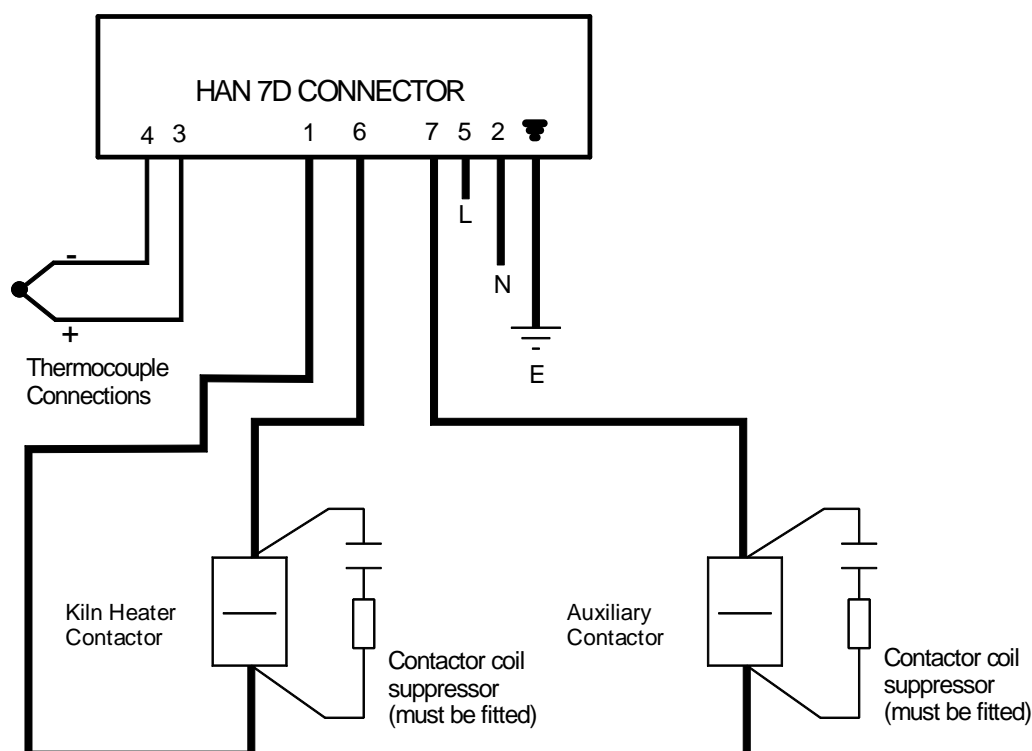 HAN 7D CONNECTOR
4 3 1 6 7 5 2
L
N
-
+
E
Thermocouple
Connections
Kiln Heater
Contactor
Contactor coil
suppressor
(must be fitted)
Auxiliary
Contactor
Contactor coil
suppressor
(must be fitted)